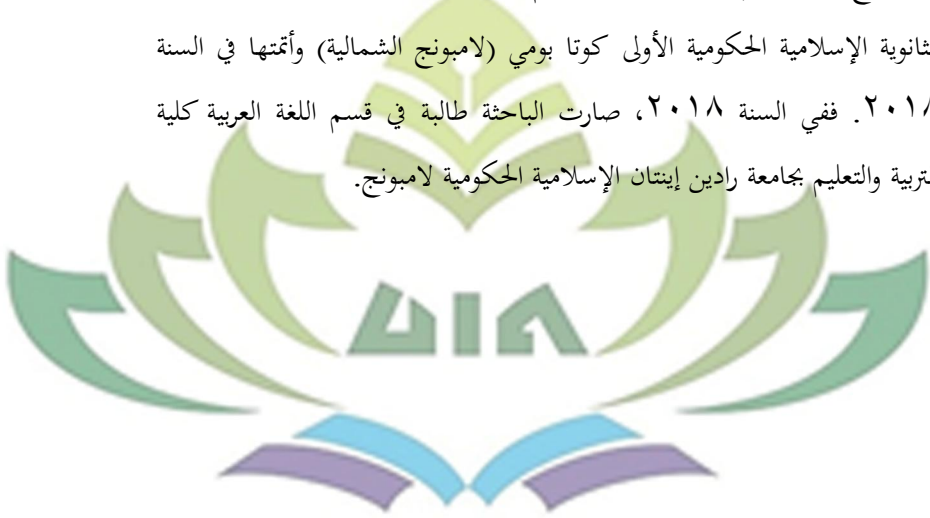 ثانوية الإسلامية الحكومية الأولى كوتا بومي (لامبونج الشمالية) وأتمتها في السنة
٢٠١٨. ففي السنة ٢٠١٨، صارت الباحثة طالبة في قسم اللغة العربية كلية
تربية والتعليم بجامعة رادين إينتان الإسلامية الحكومية لامبونج.